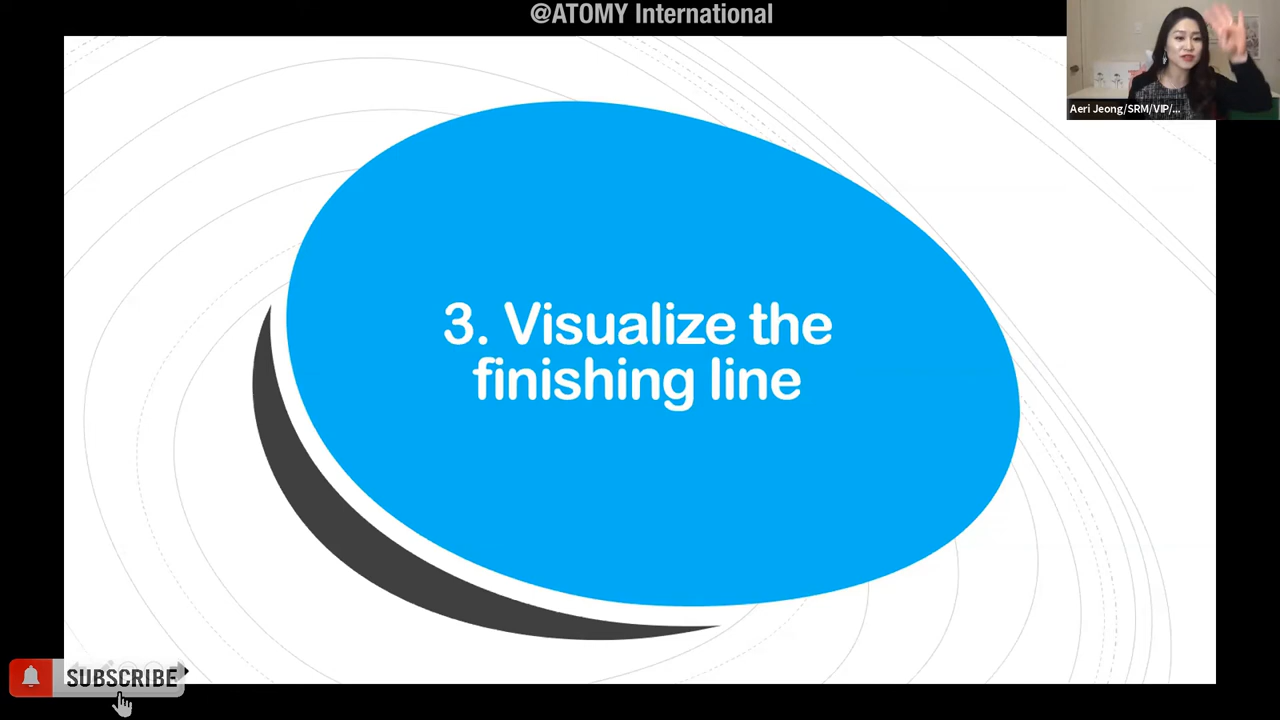 @ATOMY International
Aeri Jeong/SRM/VIP/...
3. Visualize the
finishing line
SUBSCRIBE